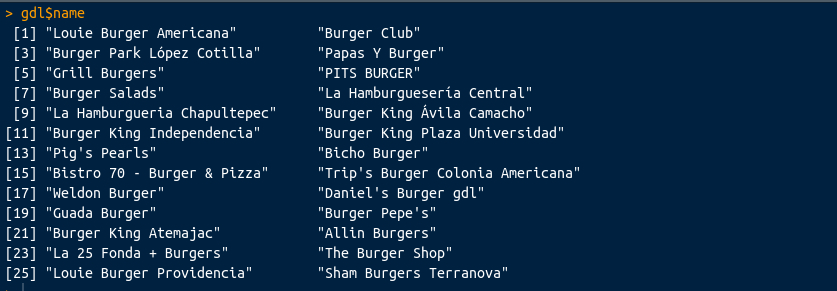 > gdl$name
[1] "Louie Burger Americana" "Burger Club"
[3] "Burger Park López Cotilla" "Papas Y Burger"
[5] "Grill Burgers" "PITS BURGER"
[7] "Burger Salads" "La Hamburguesería Central"
[9] "La Hamburgueria Chapultepec" "Burger King Ávila Camacho"
[11] "Burger King Independencia" "Burger King Plaza Universidad"
[13] "Pig's Pearls" "Bicho Burger"
[15] "Bistro 70 - Burger & Pizza" "Trip's Burger Colonia Americana"
[17] "Weldon Burger" "Daniel's Burger gdl"
[19] "Guada Burger" "Burger Pepe's"
[21] "Burger King Atemajac" "Allin Burgers"
[23] "La 25 Fonda + Burgers" "The Burger Shop"
[25] "Louie Burger Providencia" "Sham Burgers Terranova"